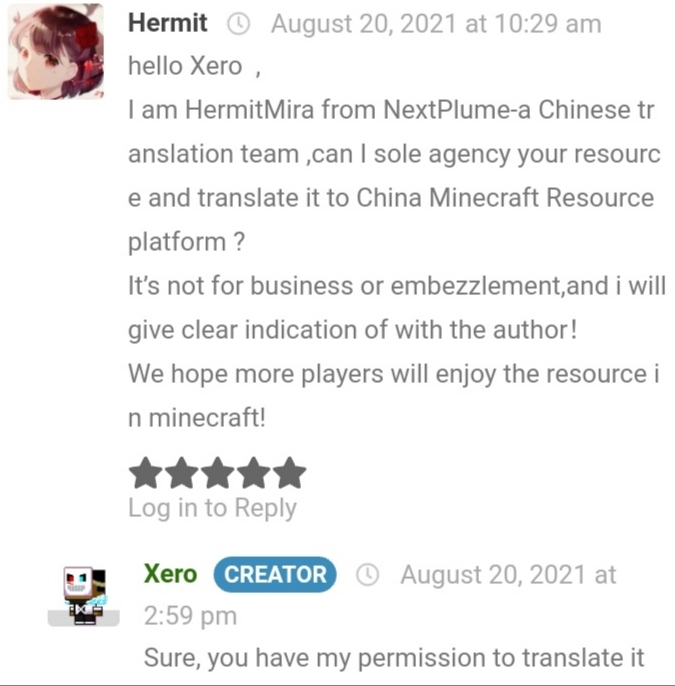 Hermit August 20, 2021 at 10:29 am
hello Xero ,
I am HermitMira from NextPlume-a Chinese tr
anslation team ,can I sole agency your resourc
e and translate it to China Minecraft Resource
platform ?
It’s not for business or embezzlement,and i will
give clear indication of with the author!
We hope more players will enjoy the resource i
n minecraft!
Log in to Reply
Xero CREATOR August 20, 2021 at
2:59 pm
Sure, you have my permission to translate it